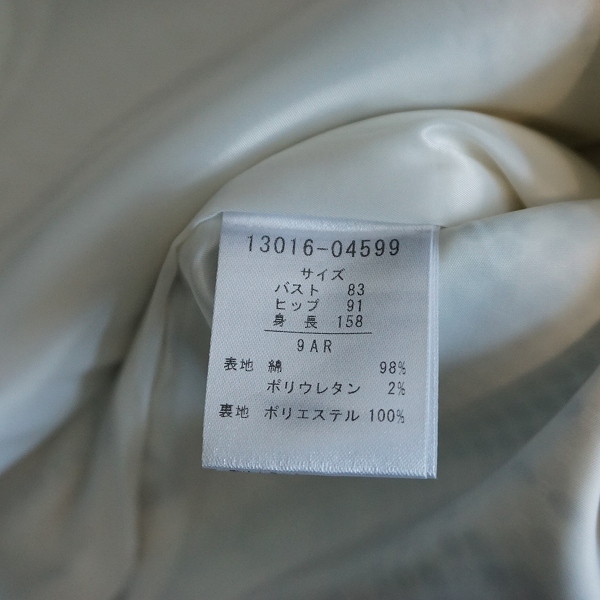 13016-04599
サイズ
バスト 83
ヒップ 91
身長 158
9AR
表地 綿 98%
ポリウレタン 2%
裏地 ポリエステル 100%